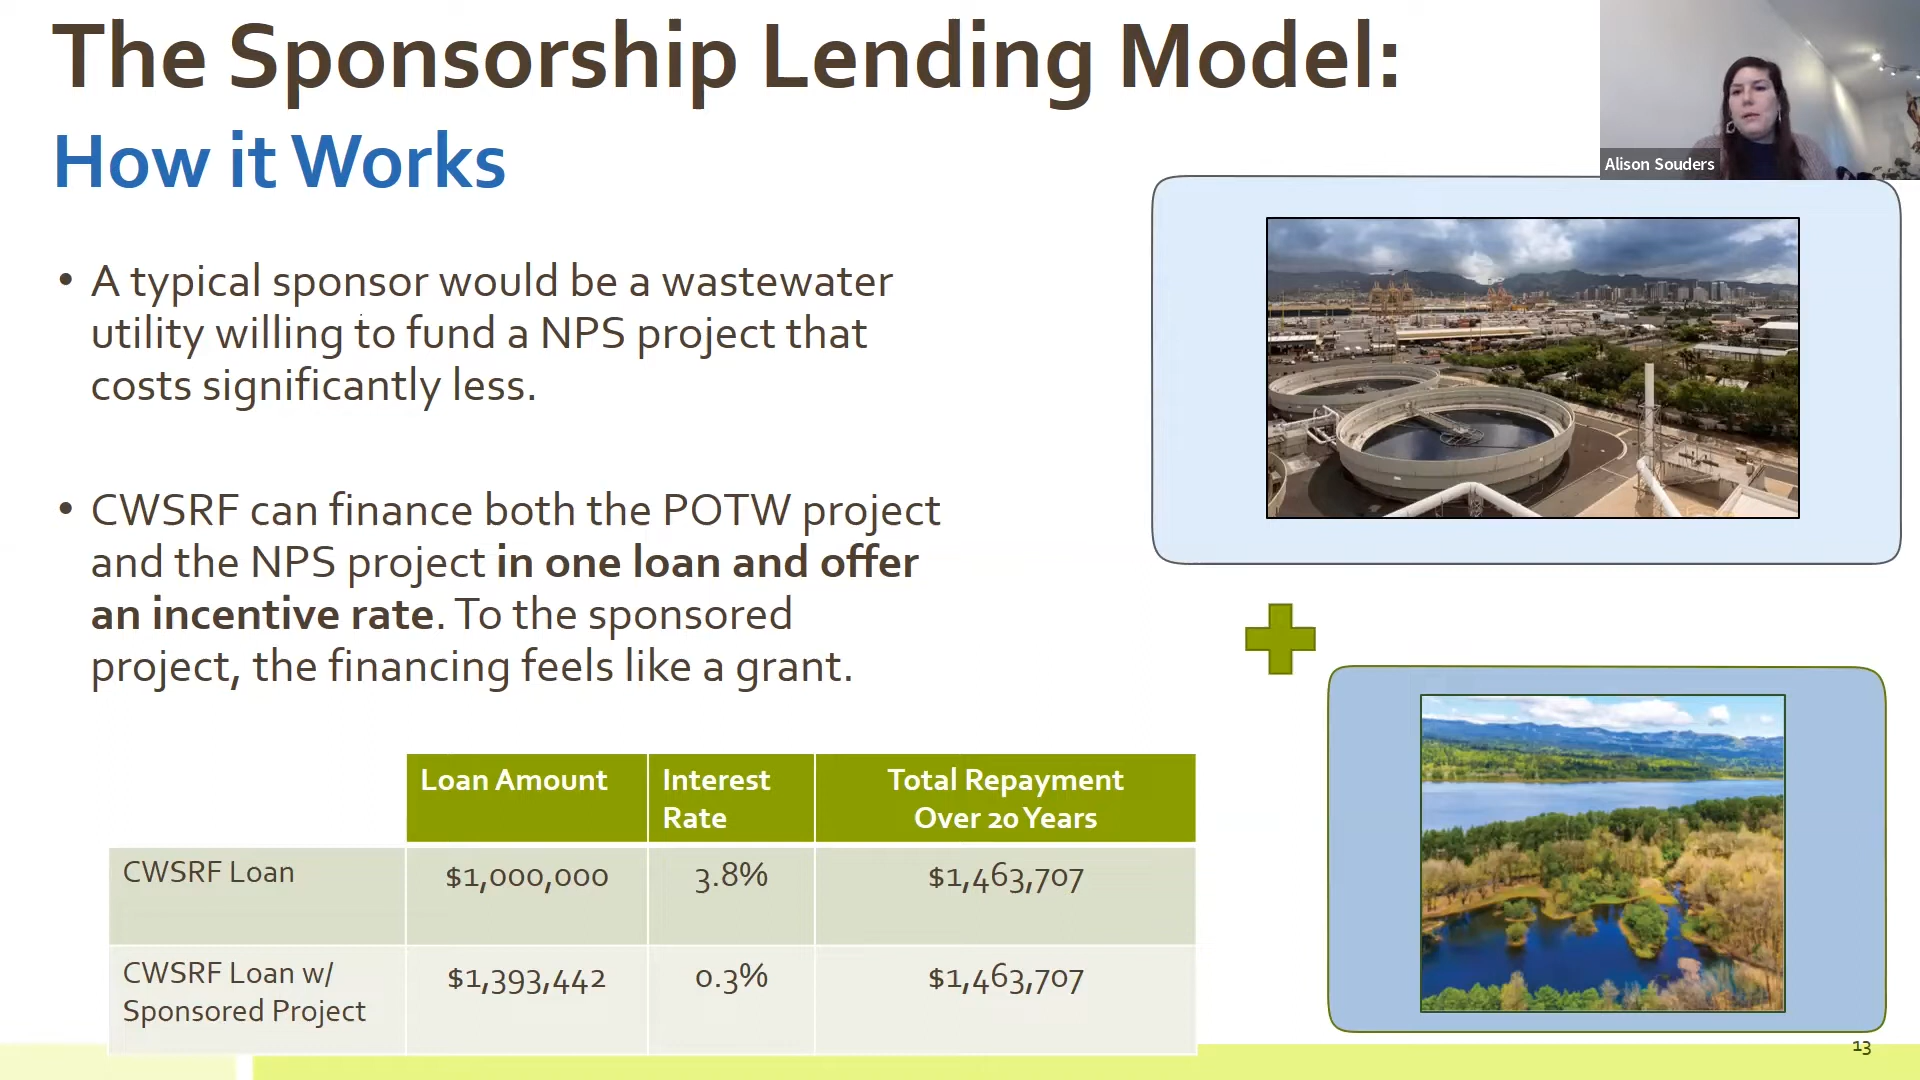 The Sponsorship Lending Model:
How it Works
Alison Souders
• A typical sponsor would be a wastewater
utility willing to fund a NPS project that
costs significantly less.
• CWSRF can finance both the POTW project
and the NPS project in one loan and offer
an incentive rate. To the sponsored
project, the financing feels like a grant.
Loan Amount
Interest
Rate
Total Repayment
Over 20 Years
CWSRF Loan
$1,000,000
3.8%
$1,463,707
CWSRF Loan w/
Sponsored Project
$1,393,442
0.3%
$1,463,707
13